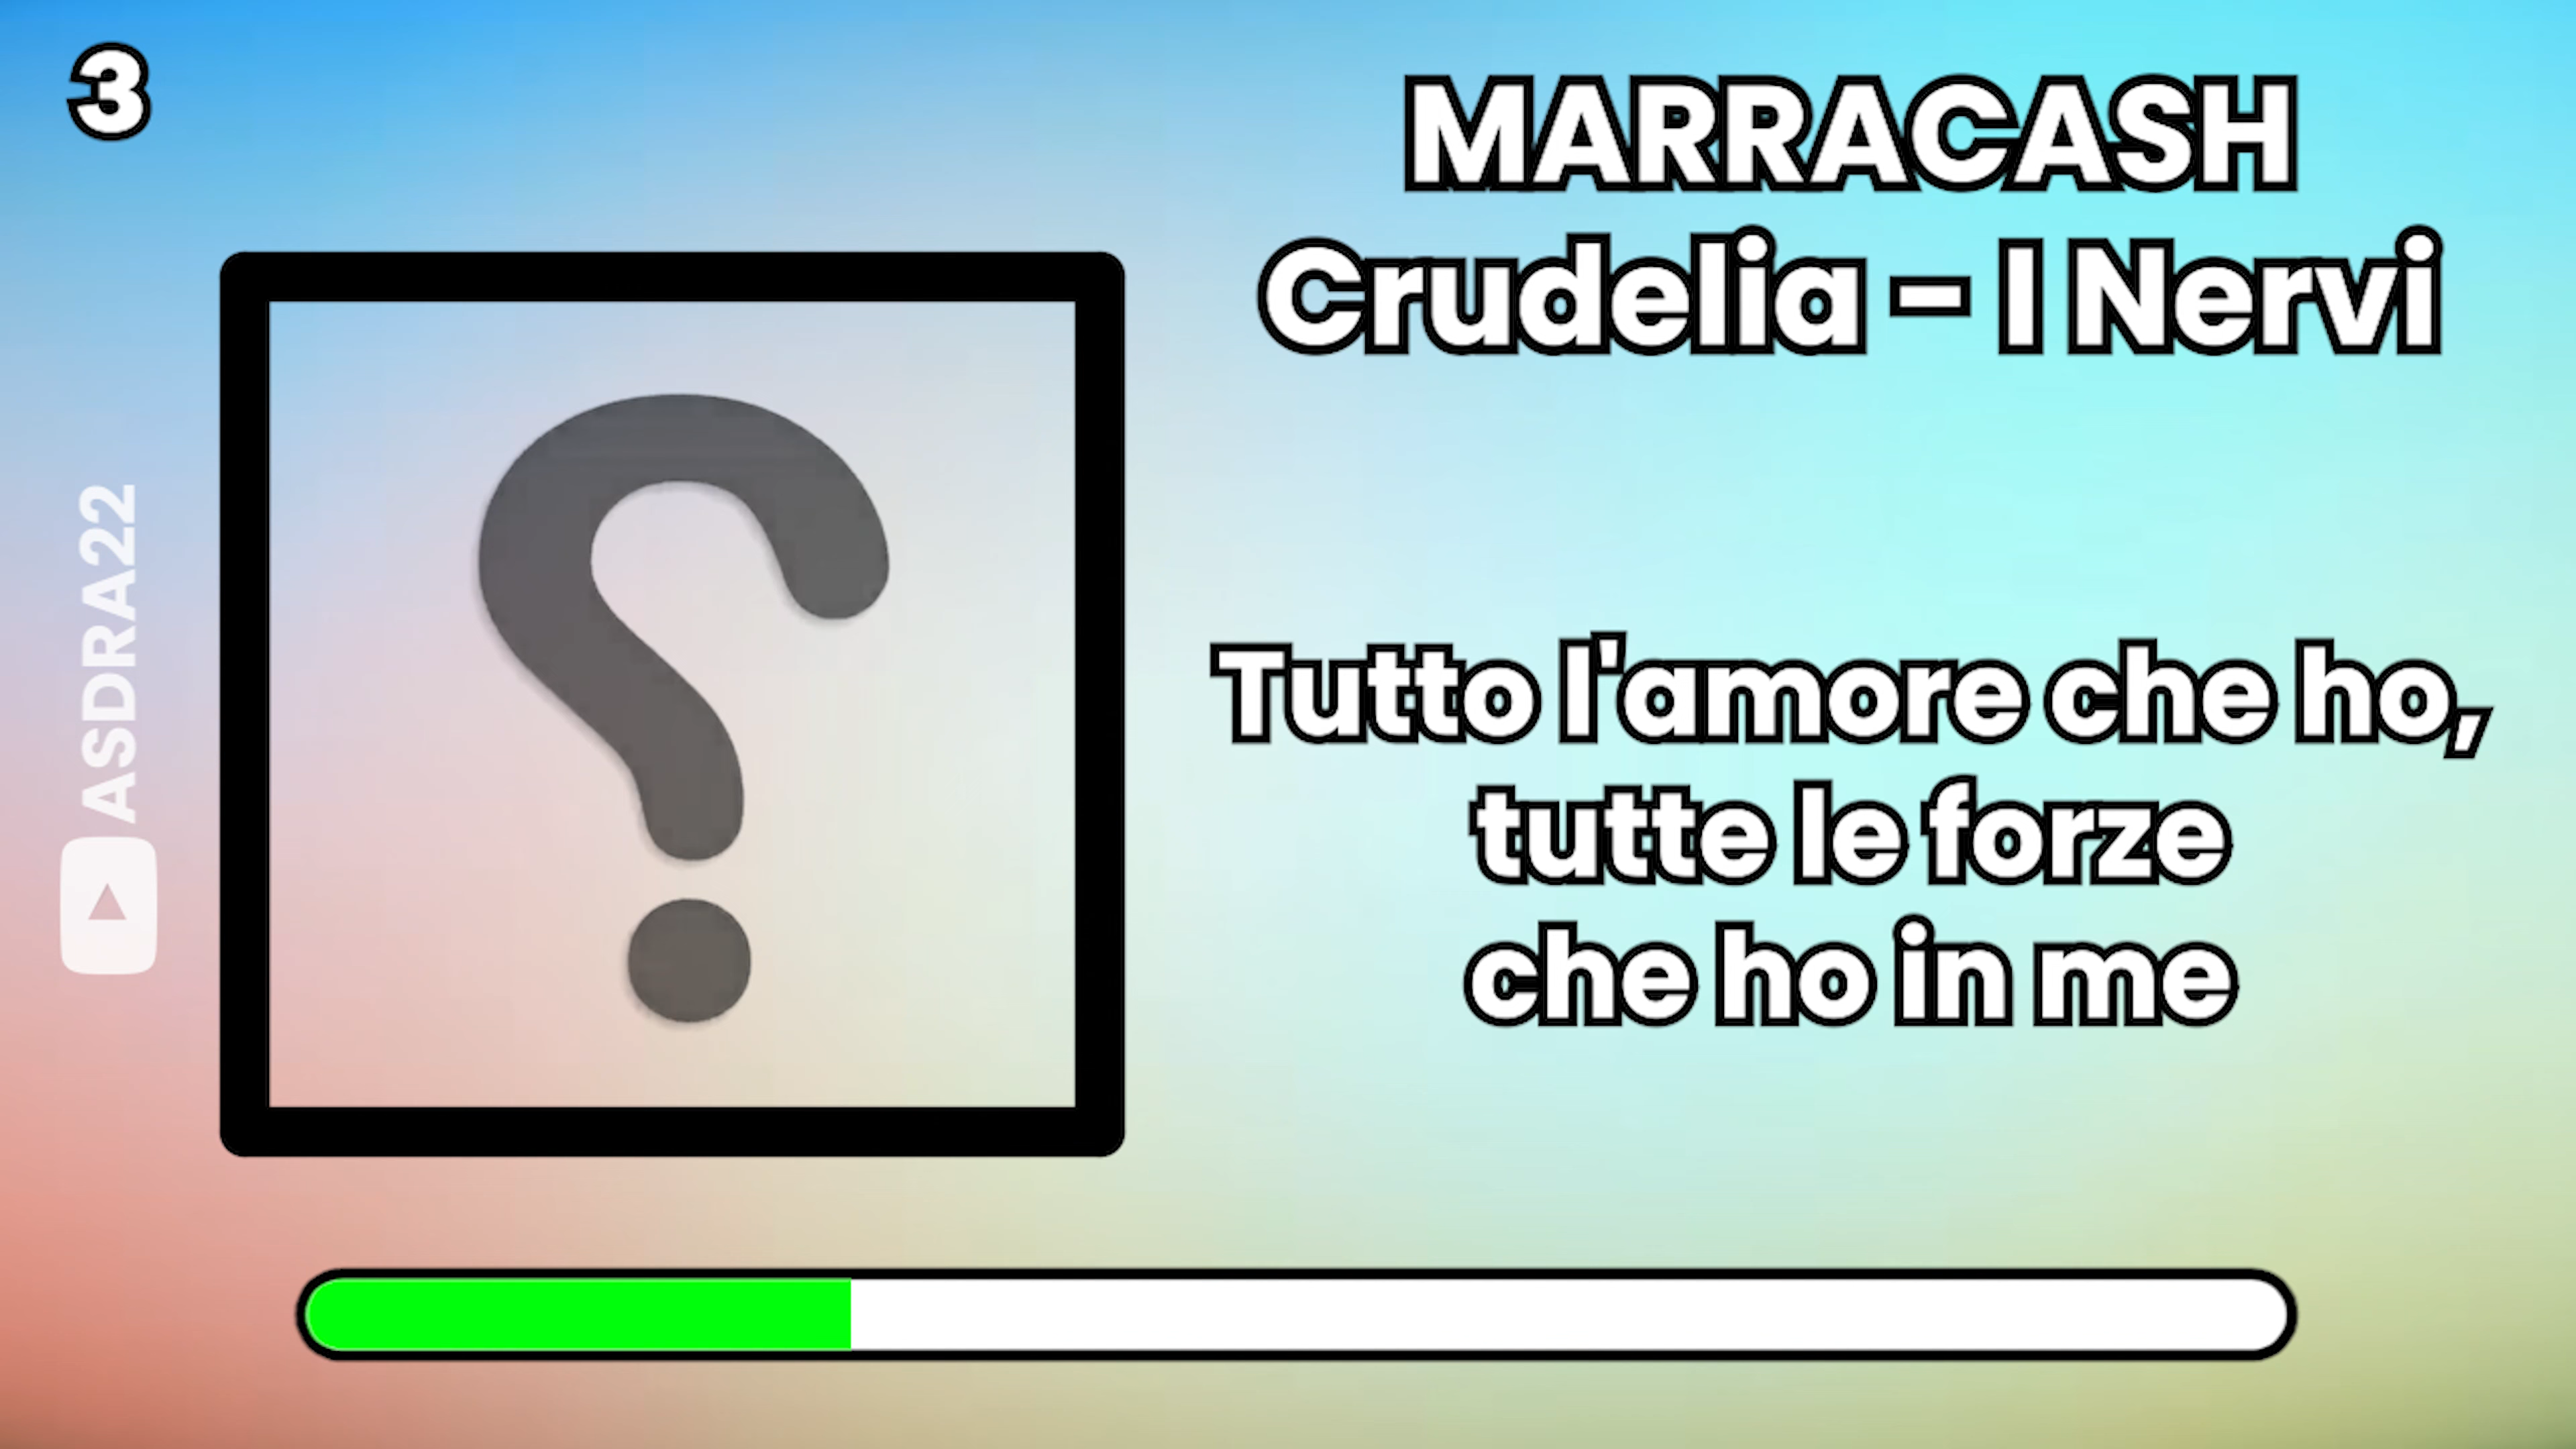 3
MARRACASH
Crudelia - I Nervi
ASDRA22
Tutto l'amore che ho,
tutte le forze
che ho in me